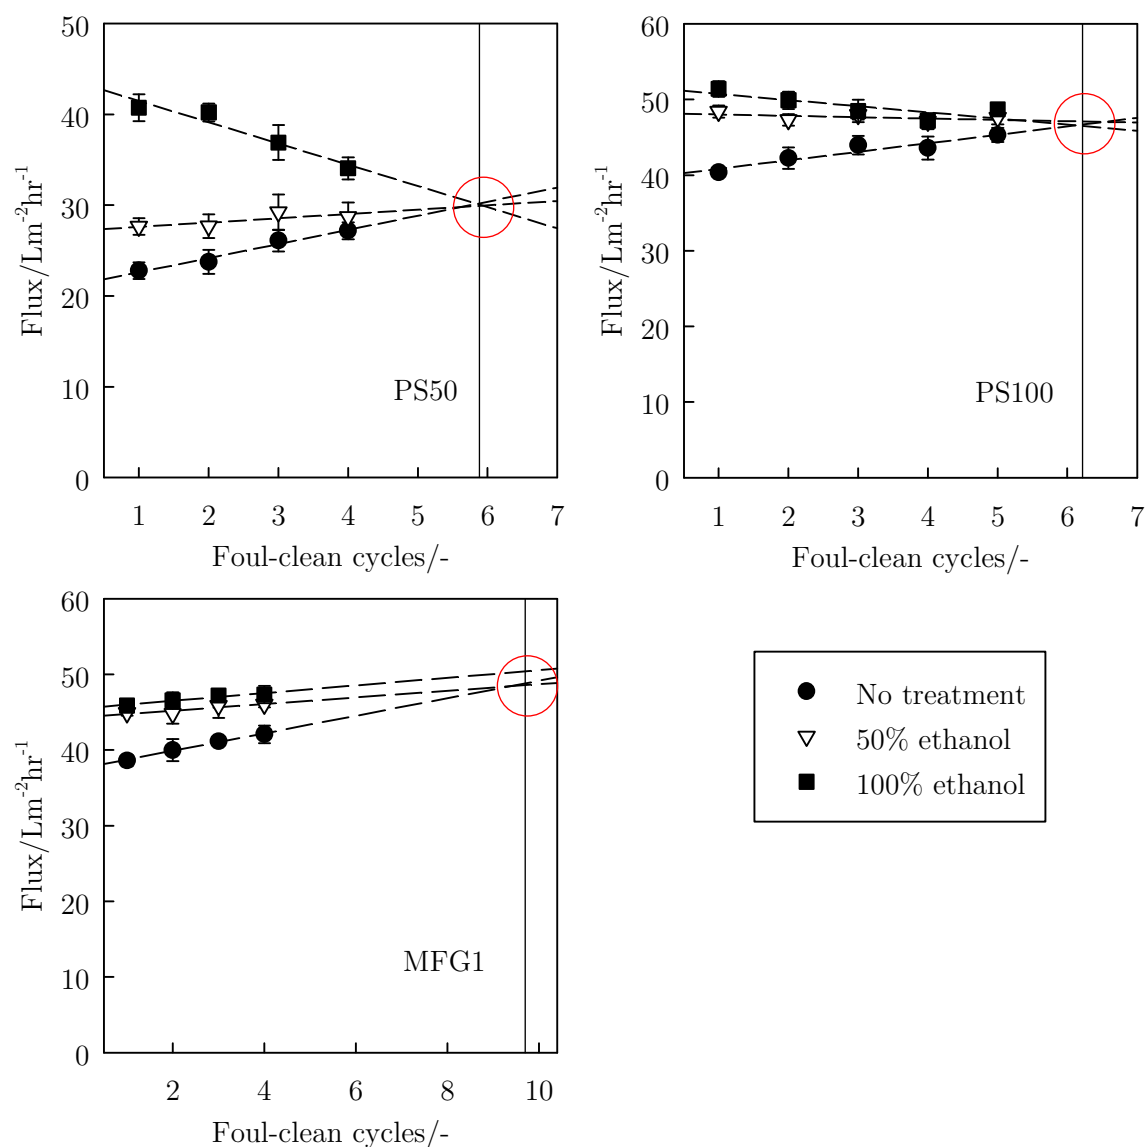 50
40
30
20
10
0
Flux/Lm⁻²hr⁻¹
PS50
1 2 3 4 5 6 7
Foul-clean cycles/-
60
50
40
30
20
10
0
Flux/Lm⁻²hr⁻¹
PS100
1 2 3 4 5 6 7
Foul-clean cycles/-
60
50
40
30
20
10
0
Flux/Lm⁻²hr⁻¹
MFG1
2 4 6 8 10
Foul-clean cycles/-
No treatment
50% ethanol
100% ethanol